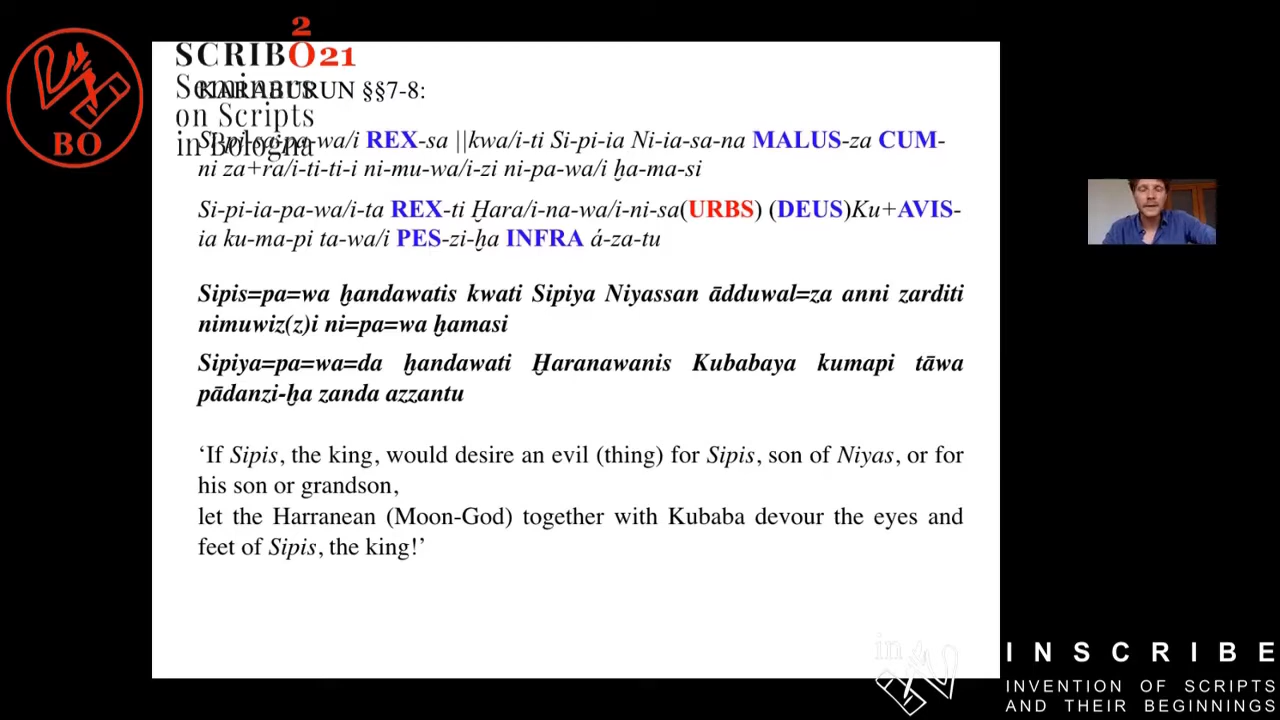 2
SCRIBO21
Seminars
on Scripts
in Bologna
BO
KARABURUN §§7-8:
Si-pi-sa-pa-wa/i REX-sa ||kwa/i-ti Si-pi-ia Ni-ia-sa-na MALUS-za CUM-
ni za+ra/i-ti-ti-i ni-mu-wa/i-zi ni-pa-wa/i ḫa-ma-si
Si-pi-ia-pa-wa/i-ta REX-ti Ḫara/i-na-wa/i-ni-sa(URBS) (DEUS)Ku+AVIS-
ia ku-ma-pi ta-wa/i PES-zi-ḫa INFRA á-za-tu
Sipis=pa=wa ḫandawatis kwati Sipiya Niyassan ādduwal=za anni zarditi
nimuwiz(z)i ni=pa=wa ḫamasi
Sipiya=pa=wa=da ḫandawati Ḫaranawanis Kubabaya kumapi tāwa
pādanzi-ḫa zanda azzantu
‘If Sipis, the king, would desire an evil (thing) for Sipis, son of Niyas, or for
his son or grandson,
let the Harranean (Moon-God) together with Kubaba devour the eyes and
feet of Sipis, the king!’
in
INSCRIBE
INVENTION OF SCRIPTS
AND THEIR BEGINNINGS